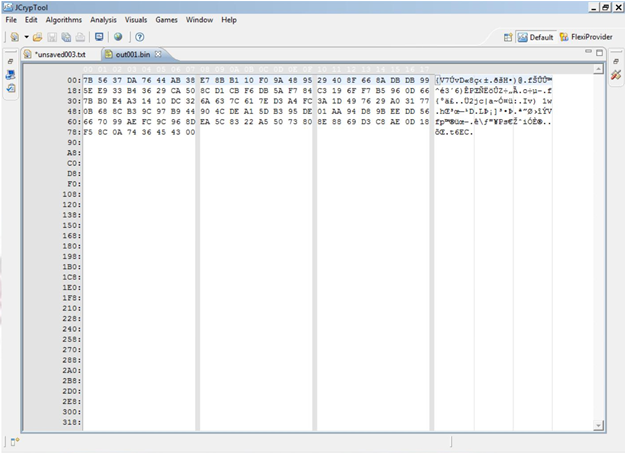 JCrypTool
File Edit Algorithms Analysis Visuals Games Window Help
Default FlexiProvider
*unsaved003.txt out001.bin
00: 7B 56 37 DA 76 44 AB 38 E7 8B B1 10 F0 9A 48 95 29 40 8F 66 8A DB DB 99
18: 5E E9 33 B4 36 29 CA 50 8D D1 CB F6 DB 5A F7 84 C3 19 6F F7 B5 96 0D 66
30: 7B B0 E4 A3 14 10 DC 32 6A 63 7C 61 7E D3 A4 FC 3A 1D 49 76 29 A0 31 77
48: 0B 68 8C B3 9C 97 B9 44 90 4C DE A1 5D B3 95 DE 01 AA 94 D8 9B EE DD 56
60: 66 70 99 AE FC 9C 96 8D EA 5C 83 22 A5 50 73 80 8E 88 69 D3 C8 AE 0D 18
78: F5 8C 0A 74 36 45 43 00
90:
A8:
C0:
D8:
F0:
108:
120:
138:
150:
168:
180:
198:
1B0:
1C8:
1E0:
1F8:
210:
228:
240:
258:
270:
288:
2A0:
2B8:
2D0:
2E8:
300:
318: